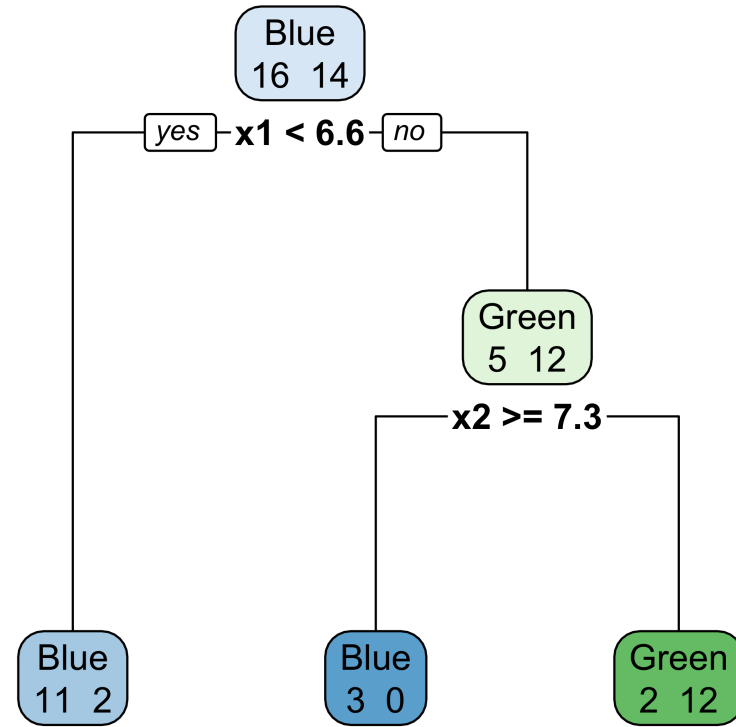 Blue
16 14
yes x1 < 6.6 no
Green
5 12
x2 >= 7.3
Blue
11 2
Blue
3 0
Green
2 12